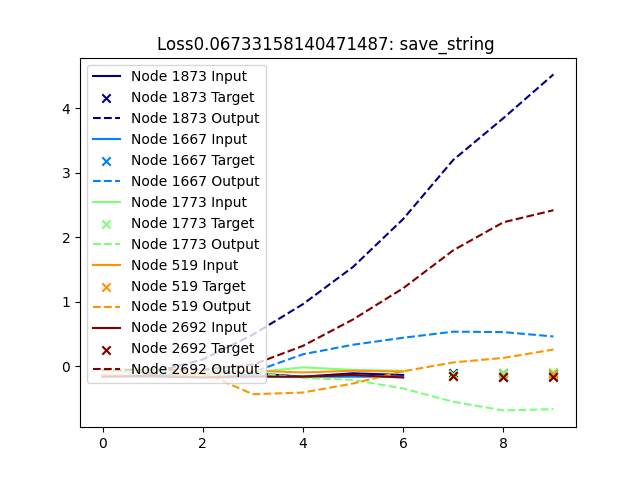 Loss0.06733158140471487: save_string
Node 1873 Input
Node 1873 Target
Node 1873 Output
Node 1667 Input
Node 1667 Target
Node 1667 Output
Node 1773 Input
Node 1773 Target
Node 1773 Output
Node 519 Input
Node 519 Target
Node 519 Output
Node 2692 Input
Node 2692 Target
Node 2692 Output
4
3
2
1
0
0 2 4 6 8